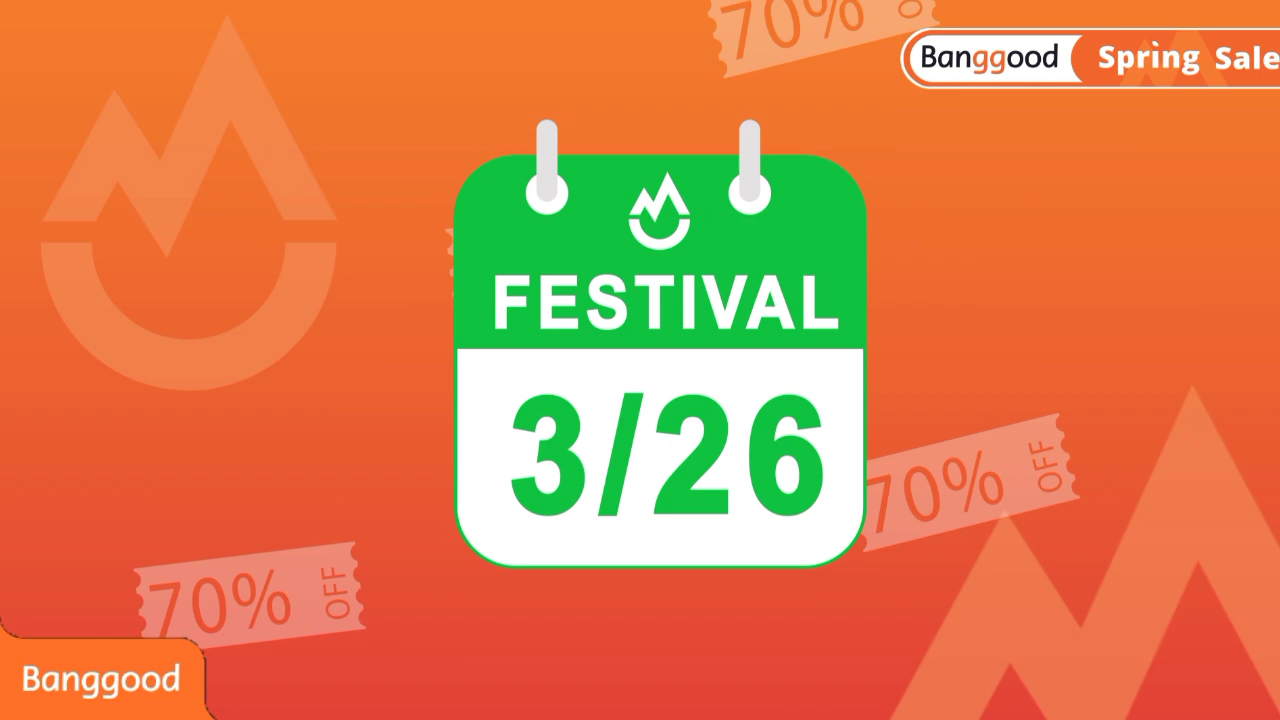 70% OFF
Banggood Spring Sale
FESTIVAL
3/26
70% OFF
70% OFF
Banggood